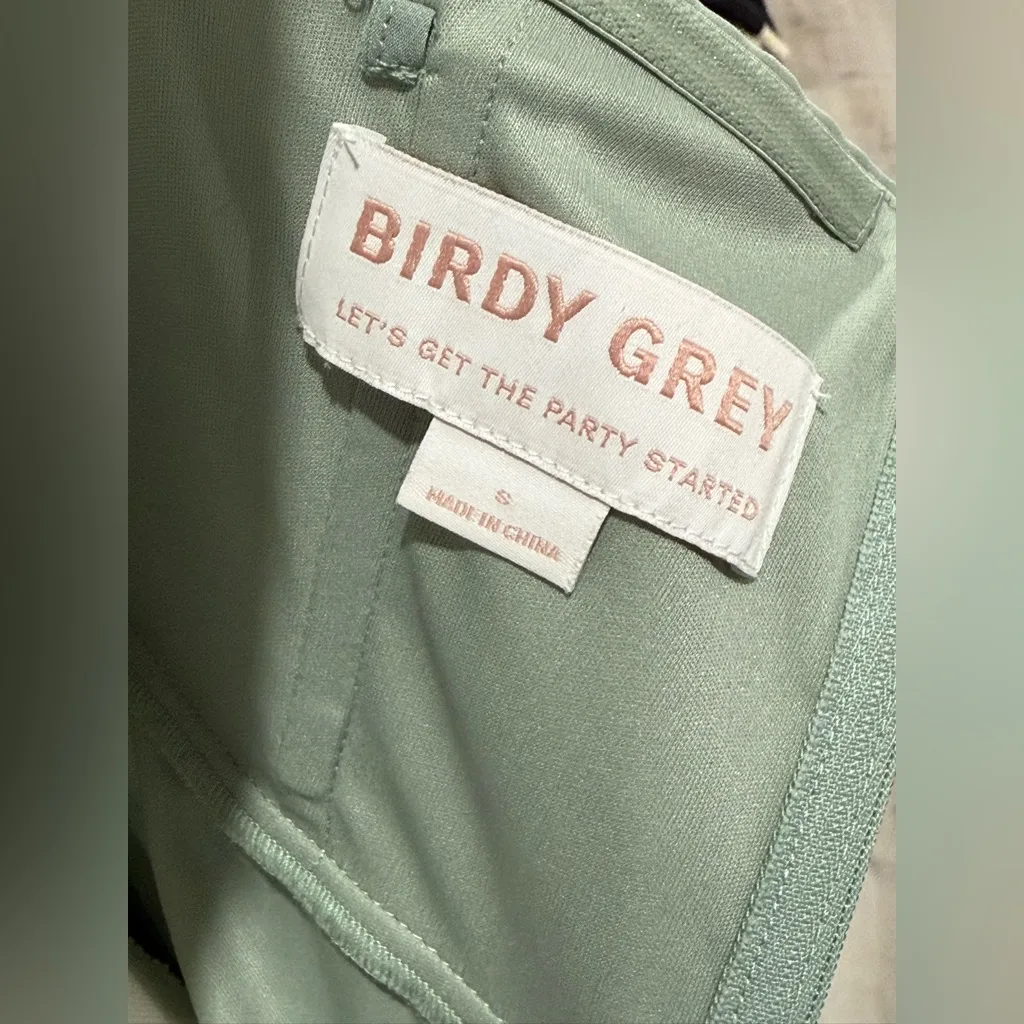 BIRDY GREY
LET'S GET THE PARTY STARTED
S
MADE IN CHINA